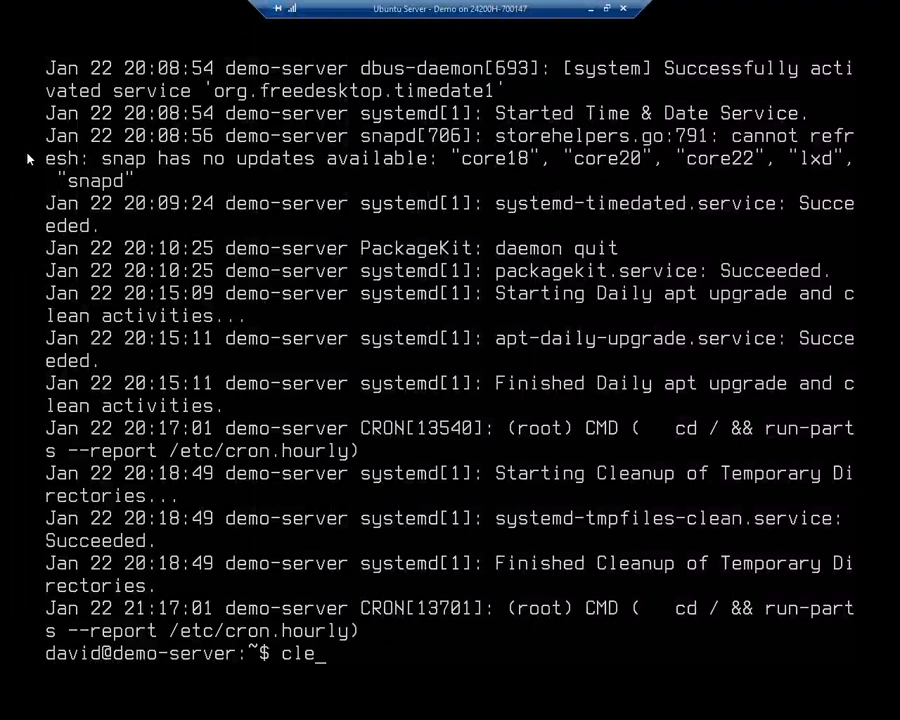 Ubuntu Server - Demo on 24200H-700147
Jan 22 20:08:54 demo-server dbus-daemon[693]: [system] Successfully acti
vated service 'org.freedesktop.timedate1'
Jan 22 20:08:54 demo-server systemd[1]: Started Time & Date Service.
Jan 22 20:08:56 demo-server snapd[706]: storehelpers.go:791: cannot refr
esh: snap has no updates available: "core18", "core20", "core22", "lxd",
 "snapd"
Jan 22 20:09:24 demo-server systemd[1]: systemd-timedated.service: Succe
eded.
Jan 22 20:10:25 demo-server PackageKit: daemon quit
Jan 22 20:10:25 demo-server systemd[1]: packagekit.service: Succeeded.
Jan 22 20:15:09 demo-server systemd[1]: Starting Daily apt upgrade and c
lean activities...
Jan 22 20:15:11 demo-server systemd[1]: apt-daily-upgrade.service: Succe
eded.
Jan 22 20:15:11 demo-server systemd[1]: Finished Daily apt upgrade and c
lean activities.
Jan 22 20:17:01 demo-server CRON[13540]: (root) CMD (   cd / && run-part
s --report /etc/cron.hourly)
Jan 22 20:18:49 demo-server systemd[1]: Starting Cleanup of Temporary Di
rectories...
Jan 22 20:18:49 demo-server systemd[1]: systemd-tmpfiles-clean.service:
Succeeded.
Jan 22 20:18:49 demo-server systemd[1]: Finished Cleanup of Temporary Di
rectories.
Jan 22 21:17:01 demo-server CRON[13701]: (root) CMD (   cd / && run-part
s --report /etc/cron.hourly)
david@demo-server:~$ cle_